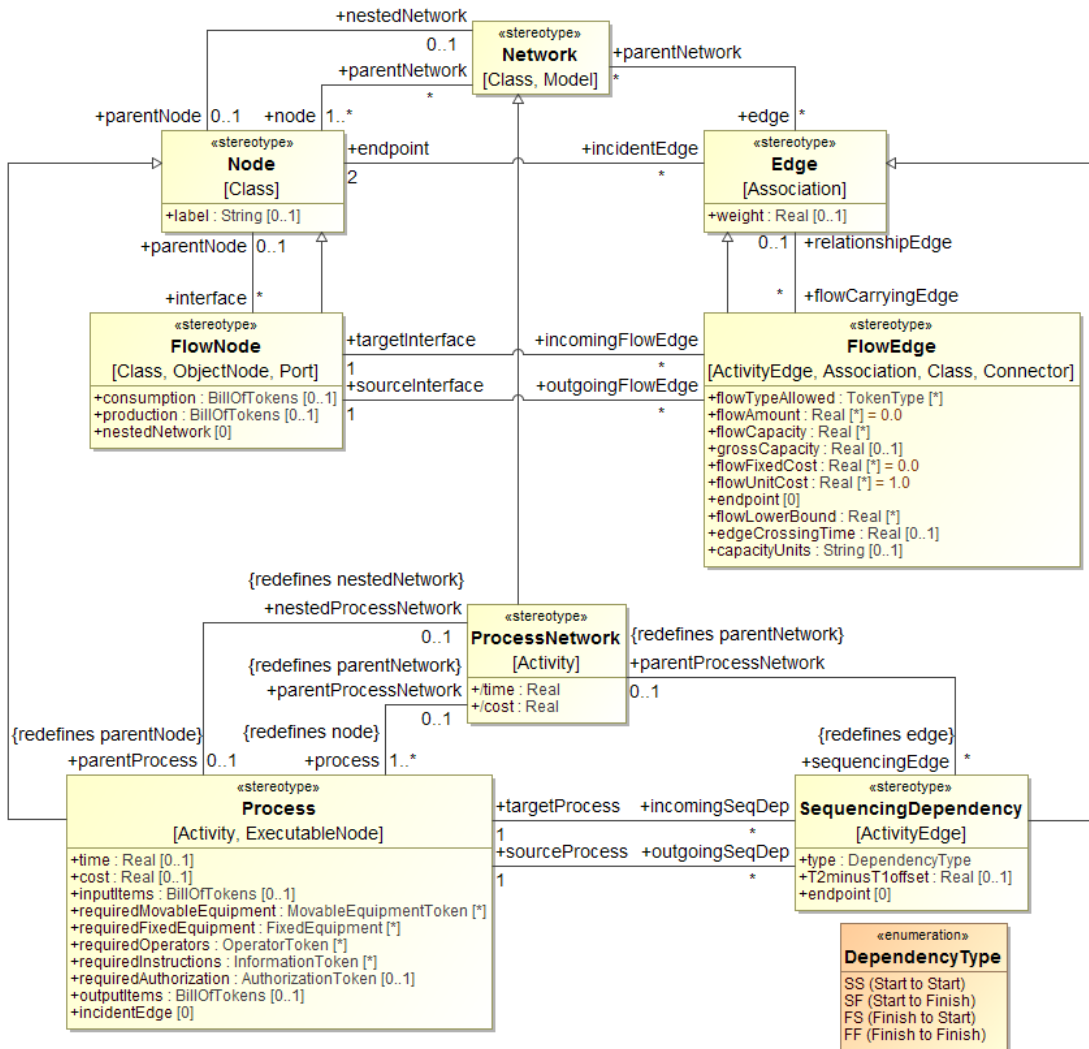 +nestedNetwork
0..1
«stereotype»
Network
[Class, Model]
+parentNetwork
*
+parentNetwork
*
+parentNode
0..1
+node
1..*
+edge
*
«stereotype»
Node
[Class]
+label : String [0..1]
+endpoint
2
+incidentEdge
*
«stereotype»
Edge
[Association]
+weight : Real [0..1]
+parentNode
0..1
0..1
+relationshipEdge
+interface
*
*
+flowCarryingEdge
«stereotype»
FlowNode
[Class, ObjectNode, Port]
+consumption : BillOfTokens [0..1]
+production : BillOfTokens [0..1]
+nestedNetwork [0]
+targetInterface
1
+incomingFlowEdge
*
+sourceInterface
1
+outgoingFlowEdge
*
«stereotype»
FlowEdge
[ActivityEdge, Association, Class, Connector]
+flowTypeAllowed : TokenType [*]
+flowAmount : Real [*] = 0.0
+flowCapacity : Real [*]
+grossCapacity : Real [0..1]
+flowFixedCost : Real [*] = 0.0
+flowUnitCost : Real [*] = 1.0
+endpoint [0]
+flowLowerBound : Real [*]
+edgeCrossingTime : Real [0..1]
+capacityUnits : String [0..1]
{redefines nestedNetwork}
+nestedProcessNetwork
0..1
«stereotype»
ProcessNetwork
[Activity]
+/time : Real
+/cost : Real
{redefines parentNetwork}
+parentProcessNetwork
0..1
{redefines parentNetwork}
+parentProcessNetwork
0..1
{redefines parentNode}
+parentProcess
0..1
{redefines node}
+process
1..*
{redefines edge}
+sequencingEdge
*
«stereotype»
Process
[Activity, ExecutableNode]
+time : Real [0..1]
+cost : Real [0..1]
+inputItems : BillOfTokens [0..1]
+requiredMovableEquipment : MovableEquipmentToken [*]
+requiredFixedEquipment : FixedEquipment [*]
+requiredOperators : OperatorToken [*]
+requiredInstructions : InformationToken [*]
+requiredAuthorization : AuthorizationToken [0..1]
+outputItems : BillOfTokens [0..1]
+incidentEdge [0]
+targetProcess
1
+incomingSeqDep
*
+sourceProcess
1
+outgoingSeqDep
*
«stereotype»
SequencingDependency
[ActivityEdge]
+type : DependencyType
+T2minusT1offset : Real [0..1]
+endpoint [0]
«enumeration»
DependencyType
SS (Start to Start)
SF (Start to Finish)
FS (Finish to Start)
FF (Finish to Finish)